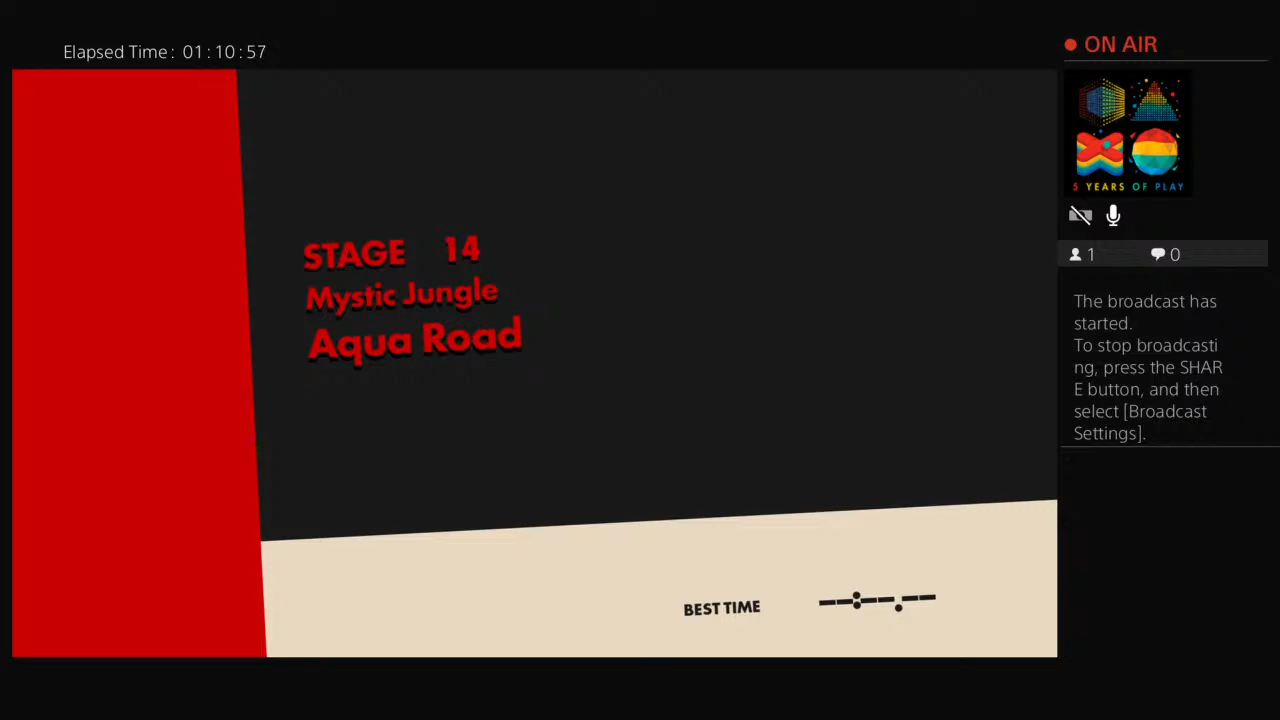 Elapsed Time: 01:10:57
ON AIR
5 YEARS OF PLAY
1 0
STAGE 14
Mystic Jungle
Aqua Road
The broadcast has
started.
To stop broadcasti
ng, press the SHAR
E button, and then
select [Broadcast
Settings].
BEST TIME --:--.--